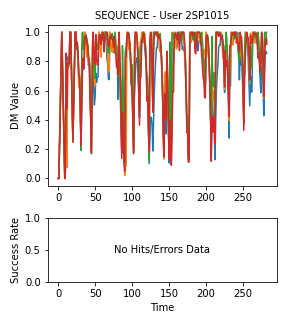 SEQUENCE - User 2SP1015
1.0
0.8
0.6
0.4
0.2
0.0
DM Value
0 50 100 150 200 250
1.0
0.5
0.0
Success Rate
No Hits/Errors Data
0 50 100 150 200 250
Time